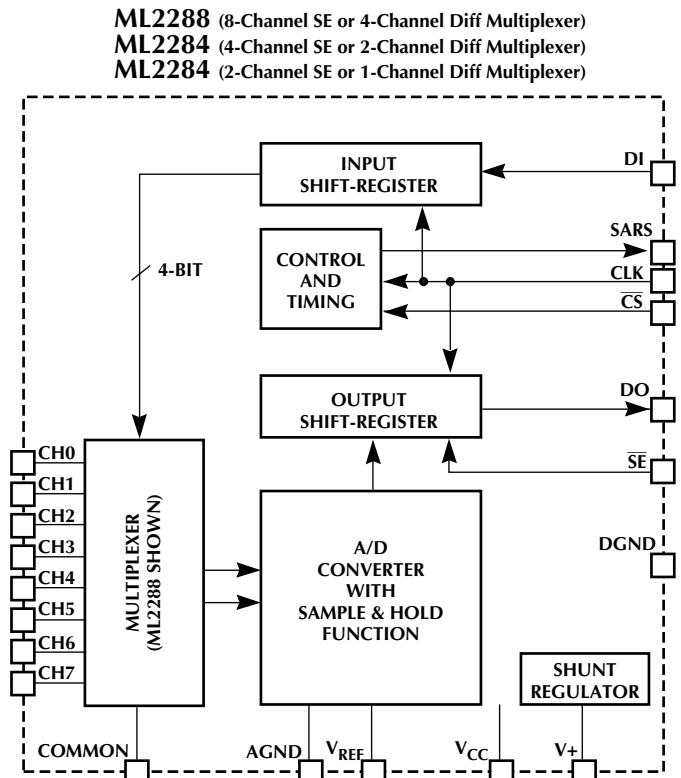 ML2288 (8-Channel SE or 4-Channel Diff Multiplexer)
ML2284 (4-Channel SE or 2-Channel Diff Multiplexer)
ML2284 (2-Channel SE or 1-Channel Diff Multiplexer)
INPUT
SHIFT-REGISTER
DI
4-BIT
CONTROL
AND
TIMING
SARS
CLK
C̅S̅
OUTPUT
SHIFT-REGISTER
DO
S̅E̅
CH0
CH1
CH2
CH3
CH4
CH5
CH6
CH7
MULTIPLEXER
(ML2288 SHOWN)
A/D
CONVERTER
WITH
SAMPLE & HOLD
FUNCTION
DGND
SHUNT
REGULATOR
COMMON
AGND
VREF
VCC
V+